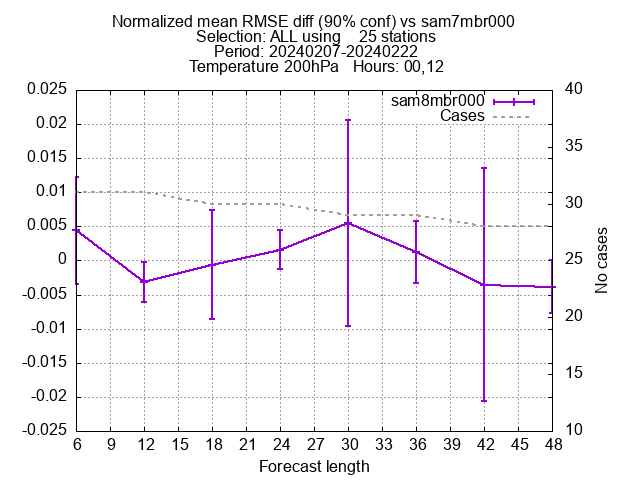 Normalized mean RMSE diff (90% conf) vs sam7mbr000
Selection: ALL using    25 stations
Period: 20240207-20240222
Temperature 200hPa   Hours: 00,12
sam8mbr000
Cases
0.025
0.02
0.015
0.01
0.005
0
-0.005
-0.01
-0.015
-0.02
-0.025
40
35
30
25
20
15
10
No cases
6 9 12 15 18 21 24 27 30 33 36 39 42 45 48
Forecast length